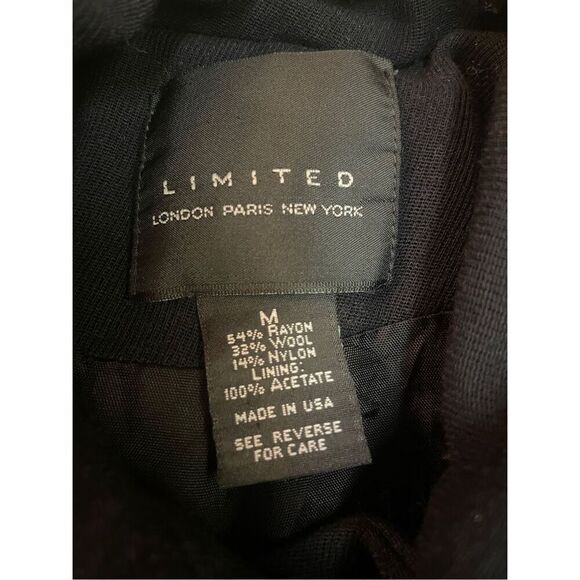 LIMITED
LONDON PARIS NEW YORK
M
54% RAYON
32% WOOL
14% NYLON
LINING:
100% ACETATE
MADE IN USA
SEE REVERSE
FOR CARE